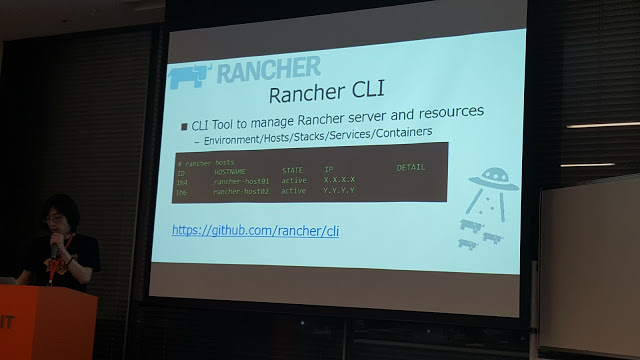 RANCHER
Rancher CLI
CLI Tool to manage Rancher server and resources
– Environment/Hosts/Stacks/Services/Containers
# rancher hosts
ID HOSTNAME STATE IP DETAIL
1h4 rancher-host01 active X.X.X.X
1h6 rancher-host02 active Y.Y.Y.Y
https://github.com/rancher/cli
IT